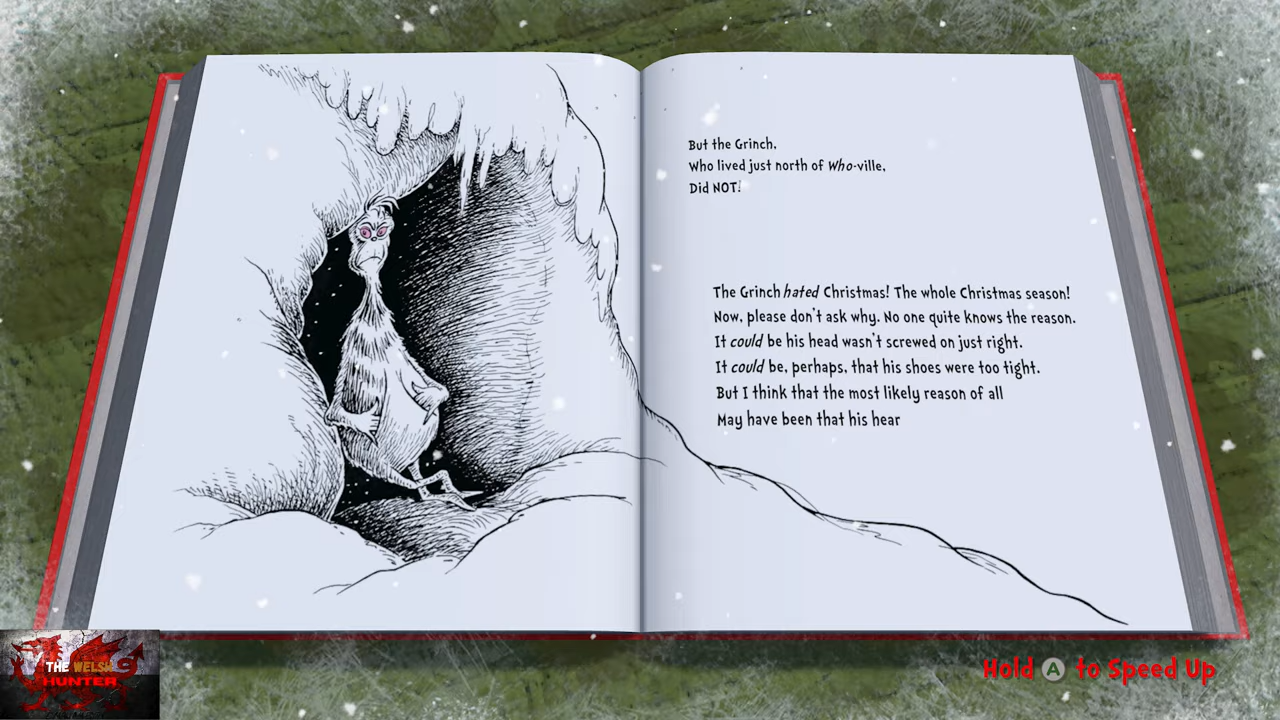 But the Grinch,
Who lived just north of Who-ville,
Did NOT!
The Grinch hated Christmas! The whole Christmas season!
Now, please don't ask why. No one quite knows the reason.
It could be his head wasn't screwed on just right.
It could be, perhaps, that his shoes were too tight.
But I think that the most likely reason of all
May have been that his hear
THE WELSH
HUNTER
Hold A to Speed Up